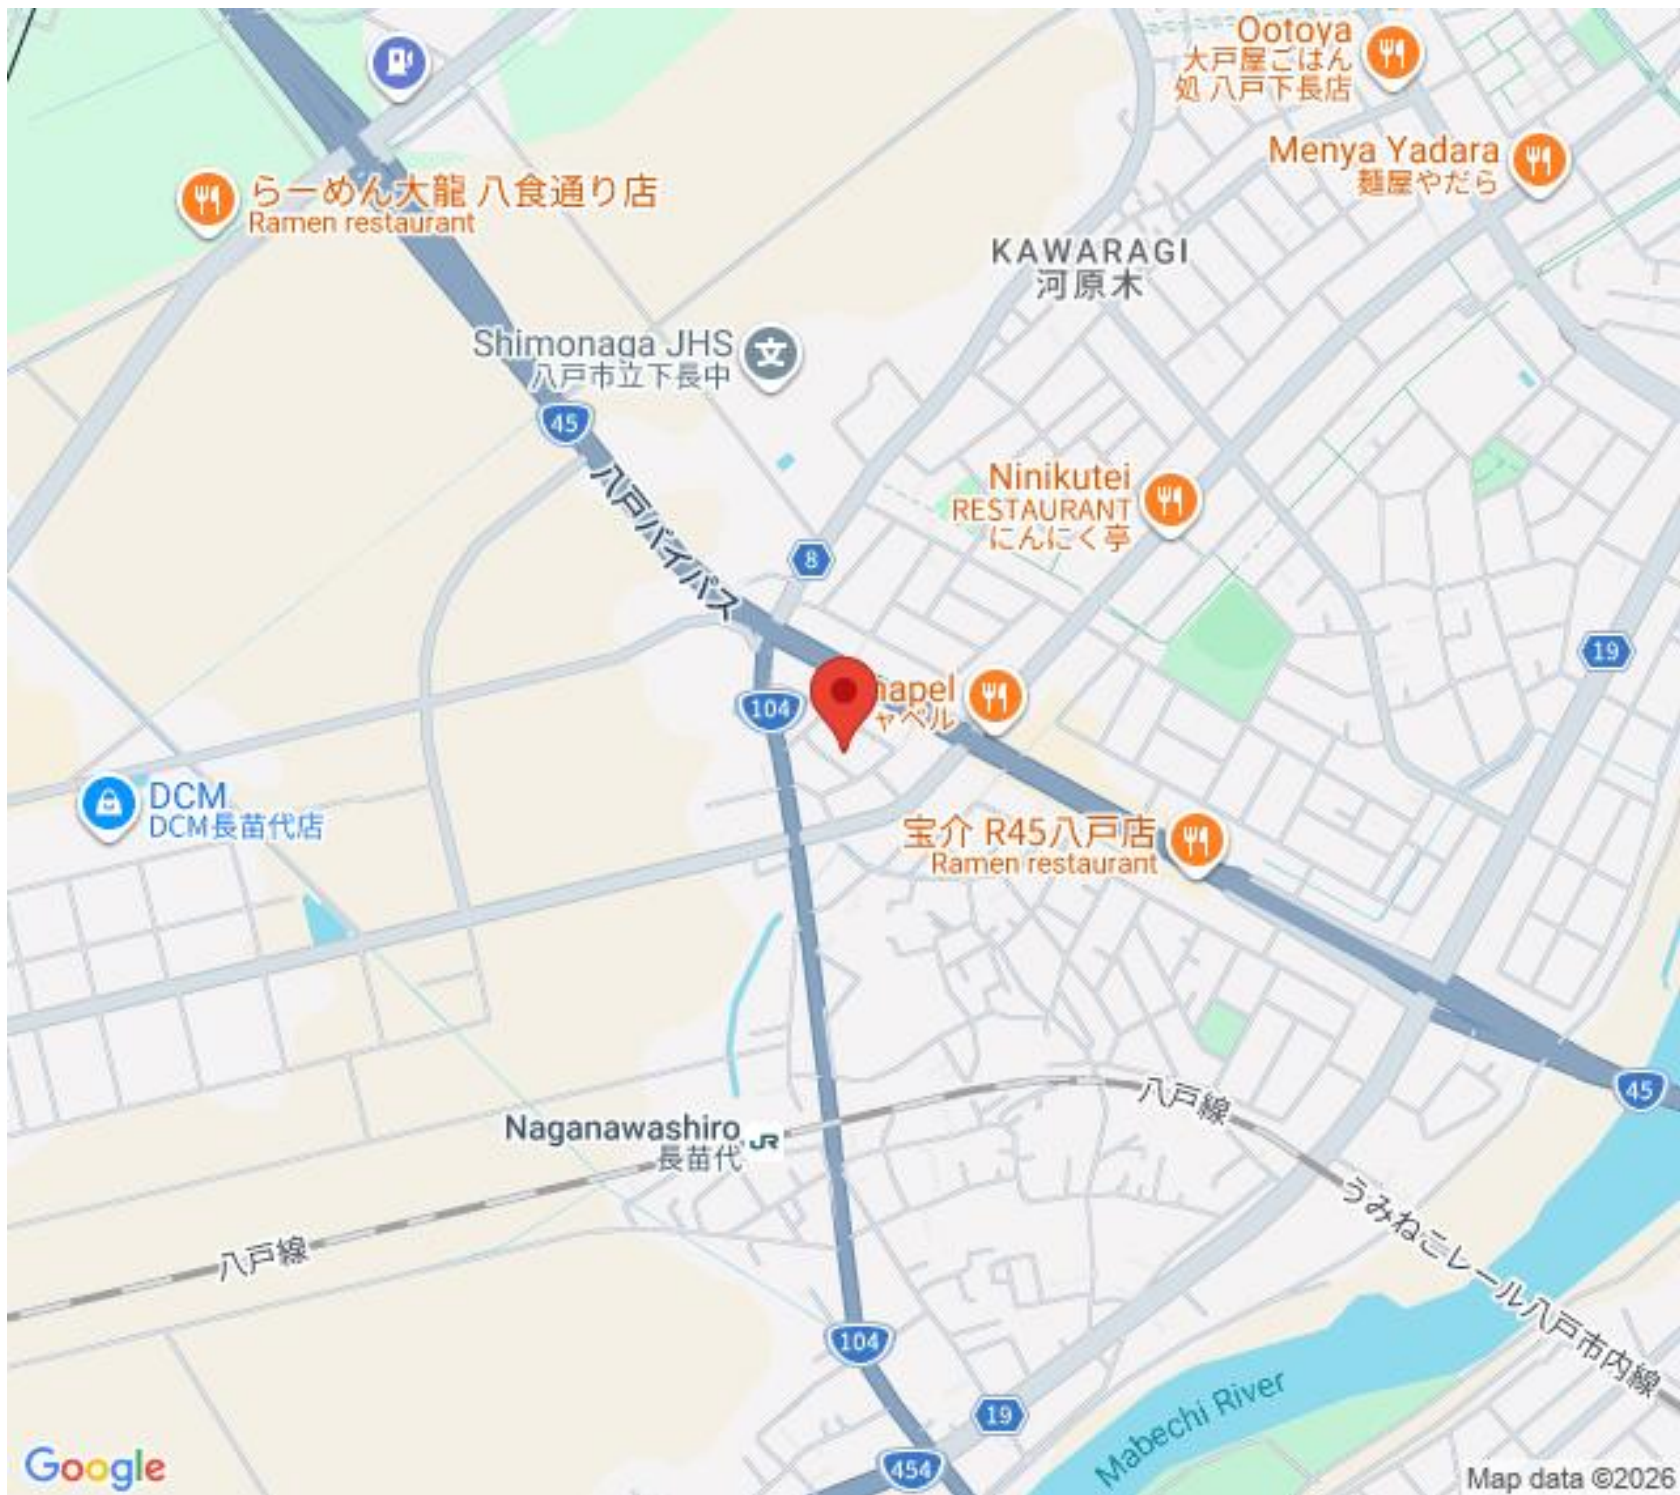 Ootoya
大戸屋ごはん
処 八戸下長店
Menya Yadara
麺屋やだら
らーめん大龍 八食通り店
Ramen restaurant
KAWARAGI
河原木
Shimonaga JHS
八戸市立下長中
45
八戸バイパス
Ninikutei
RESTAURANT
にんにく亭
8
19
104
hapel
ャペル
DCM
DCM長苗代店
宝介 R45八戸店
Ramen restaurant
45
八戸線
Naganawashiro
長苗代
JR
うみねこレール八戸市内線
八戸線
104
19
Mabechi River
454
Google
Map data ©2026